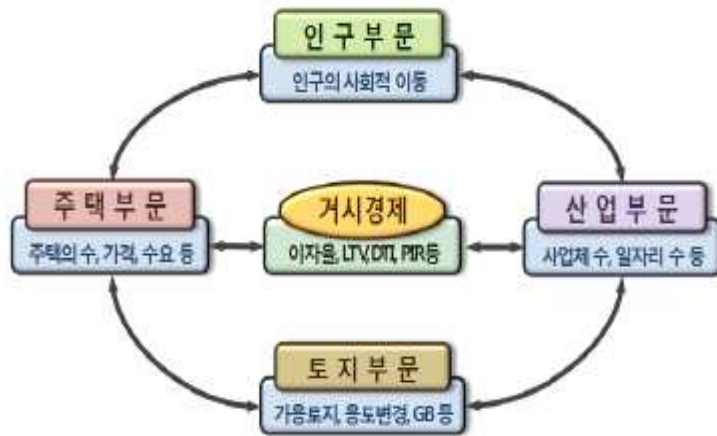 인 구 부 문
인구의 사회적 이동
주 택 부 문
주택의 수, 가격, 수요 등
거시경제
이자율, LTV, DTI, PIR 등
산 업 부 문
사업체 수, 일자리 수 등
토 지 부 문
가용토지, 용도변경, GB 등